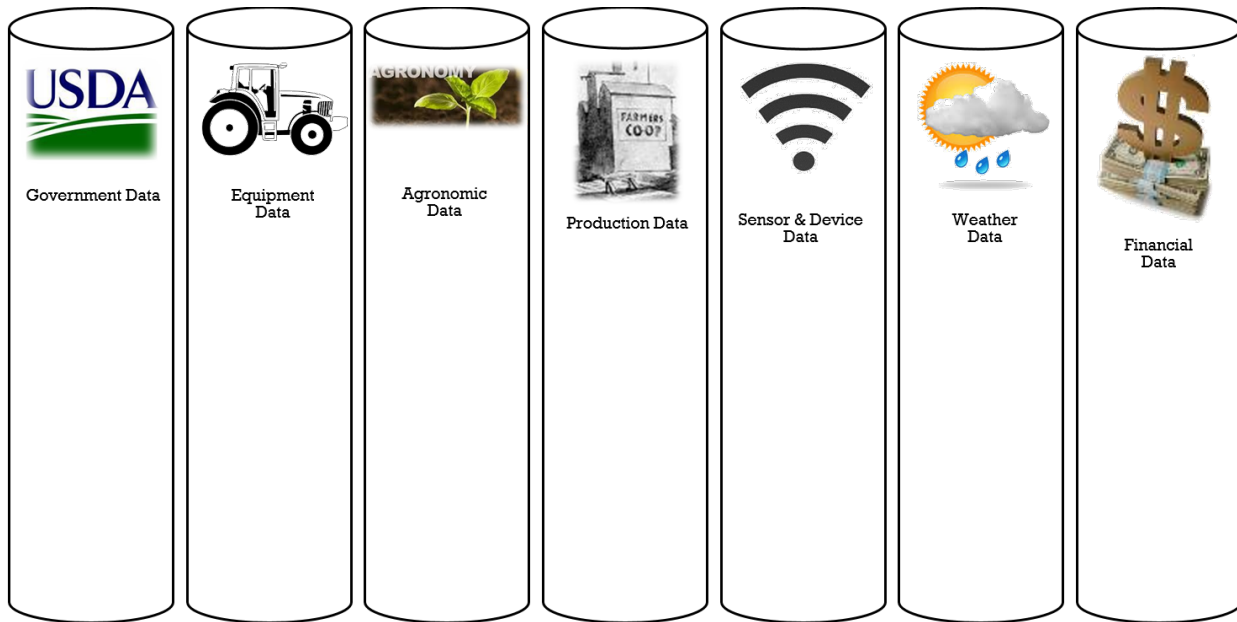 USDA
Government Data
Equipment
Data
AGRONOMY
Agronomic
Data
FARMERS
CO-OP
Production Data
Sensor & Device
Data
Weather
Data
$
Financial
Data